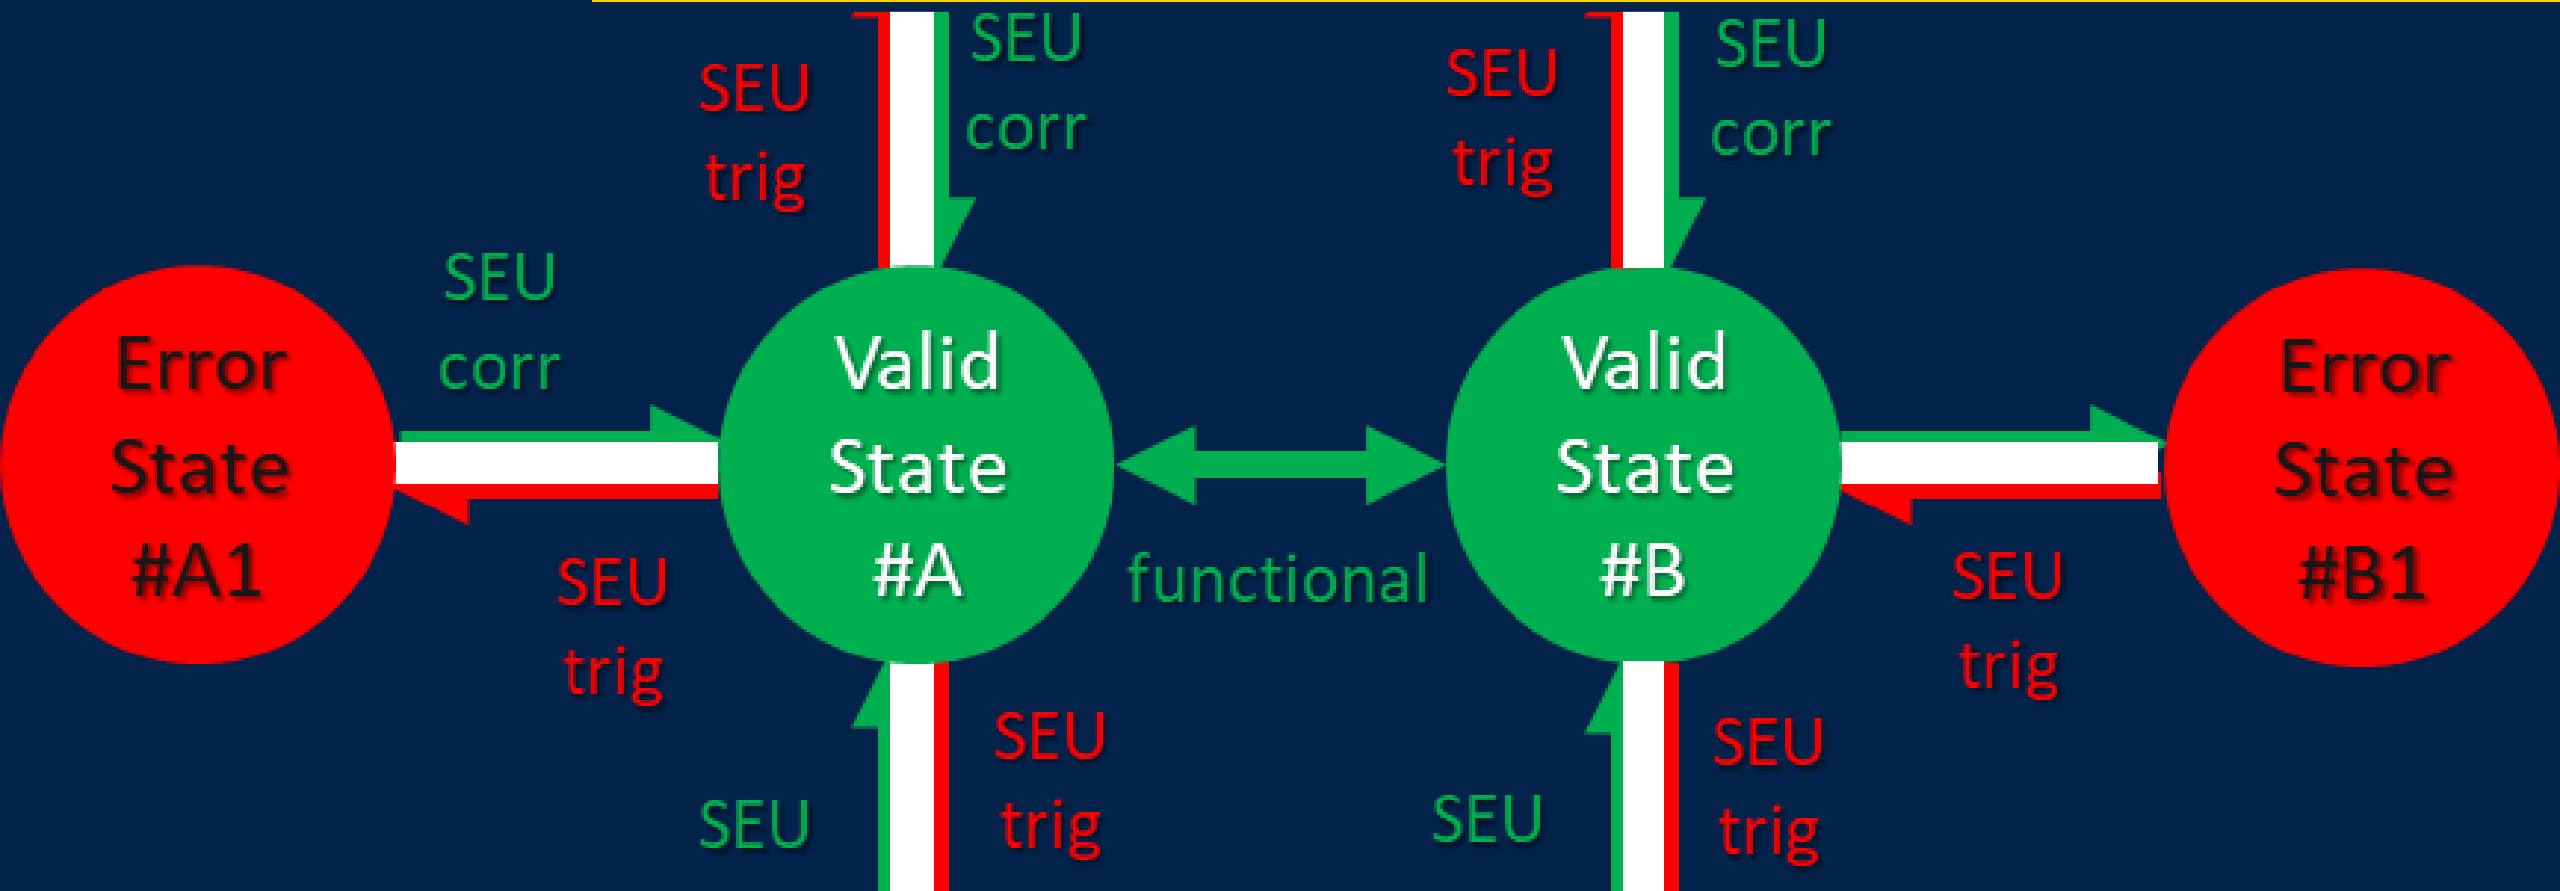 SEU
corr
SEU
trig
SEU
corr
SEU
trig
SEU
corr
Error
State
#A1
Valid
State
#A
Valid
State
#B
Error
State
#B1
functional
SEU
trig
SEU
trig
SEU
trig
SEU
SEU
trig
SEU